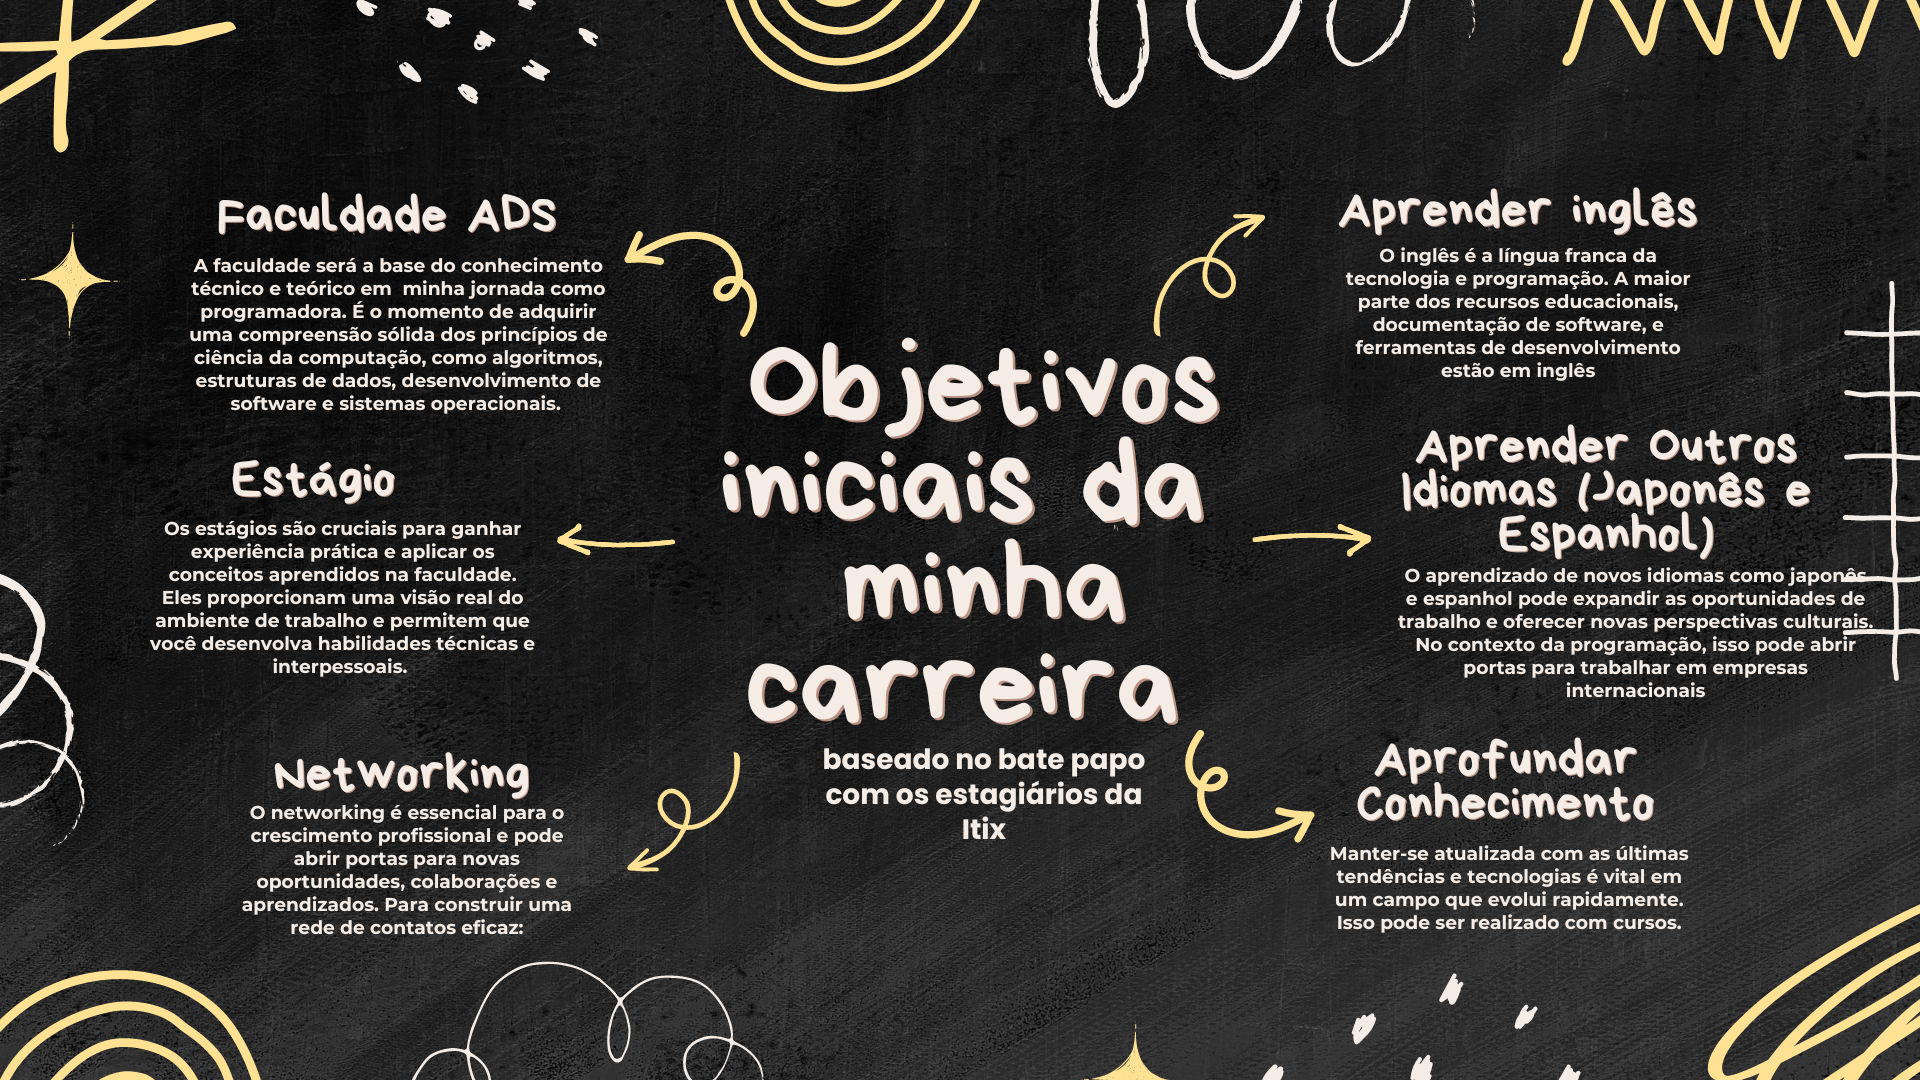 Faculdade ADS
A faculdade será a base do conhecimento
técnico e teórico em  minha jornada como
programadora. É o momento de adquirir
uma compreensão sólida dos princípios de
ciência da computação, como algoritmos,
estruturas de dados, desenvolvimento de
software e sistemas operacionais.
Estágio
Os estágios são cruciais para ganhar
experiência prática e aplicar os
conceitos aprendidos na faculdade.
Eles proporcionam uma visão real do
ambiente de trabalho e permitem que
você desenvolva habilidades técnicas e
interpessoais.
Networking
O networking é essencial para o
crescimento profissional e pode
abrir portas para novas
oportunidades, colaborações e
aprendizados. Para construir uma
rede de contatos eficaz:
Objetivos
iniciais da
minha
carreira
baseado no bate papo
com os estagiários da
Itix
Aprender inglês
O inglês é a língua franca da
tecnologia e programação. A maior
parte dos recursos educacionais,
documentação de software, e
ferramentas de desenvolvimento
estão em inglês
Aprender Outros
Idiomas (Japonês e
Espanhol)
O aprendizado de novos idiomas como japonês
e espanhol pode expandir as oportunidades de
trabalho e oferecer novas perspectivas culturais.
No contexto da programação, isso pode abrir
portas para trabalhar em empresas
internacionais
Aprofundar
Conhecimento
Manter-se atualizada com as últimas
tendências e tecnologias é vital em
um campo que evolui rapidamente.
Isso pode ser realizado com cursos.